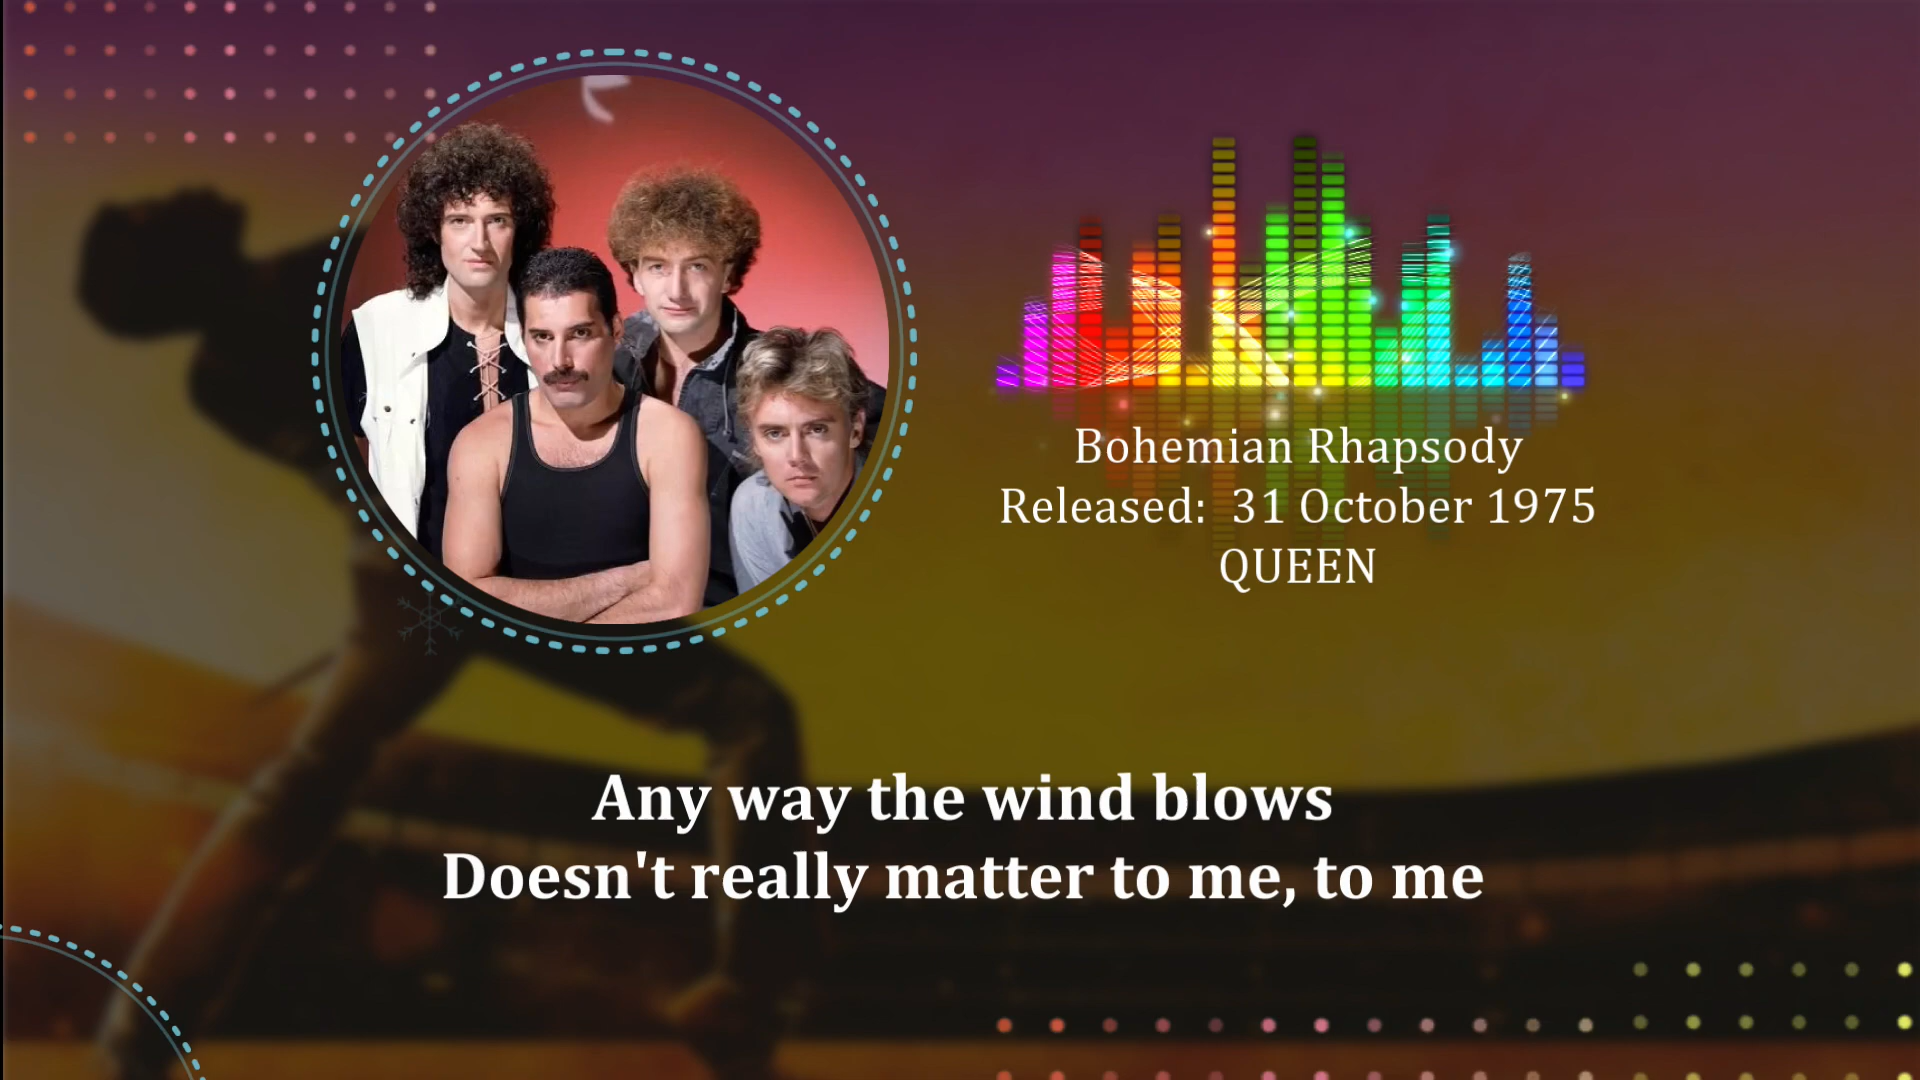 Bohemian Rhapsody
Released: 31 October 1975
QUEEN
Any way the wind blows
Doesn't really matter to me, to me